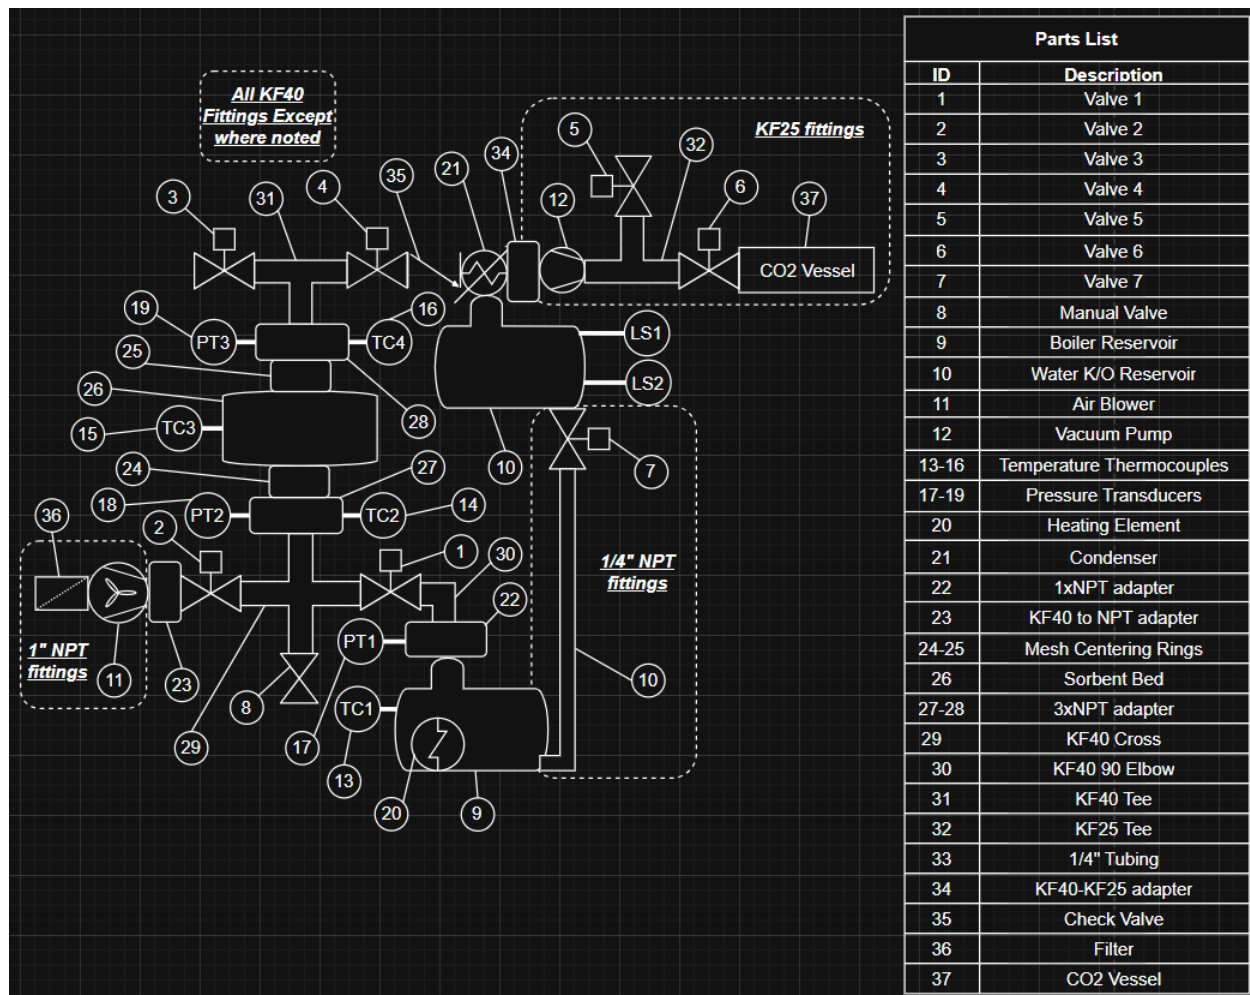 All KF40
Fittings Except
where noted
KF25 fittings
5
32
34
21
35
4
31
3
12
6
37
CO2 Vessel
19
16
PT3
TC4
LS1
25
LS2
26
28
15
TC3
24
27
10
7
18
PT2
TC2
14
36
2
1
30
1/4" NPT
fittings
22
PT1
1" NPT
fittings
11
23
8
TC1
10
29
17
13
20
9
Parts List
ID Description
1 Valve 1
2 Valve 2
3 Valve 3
4 Valve 4
5 Valve 5
6 Valve 6
7 Valve 7
8 Manual Valve
9 Boiler Reservoir
10 Water K/O Reservoir
11 Air Blower
12 Vacuum Pump
13-16 Temperature Thermocouples
17-19 Pressure Transducers
20 Heating Element
21 Condenser
22 1xNPT adapter
23 KF40 to NPT adapter
24-25 Mesh Centering Rings
26 Sorbent Bed
27-28 3xNPT adapter
29 KF40 Cross
30 KF40 90 Elbow
31 KF40 Tee
32 KF25 Tee
33 1/4" Tubing
34 KF40-KF25 adapter
35 Check Valve
36 Filter
37 CO2 Vessel